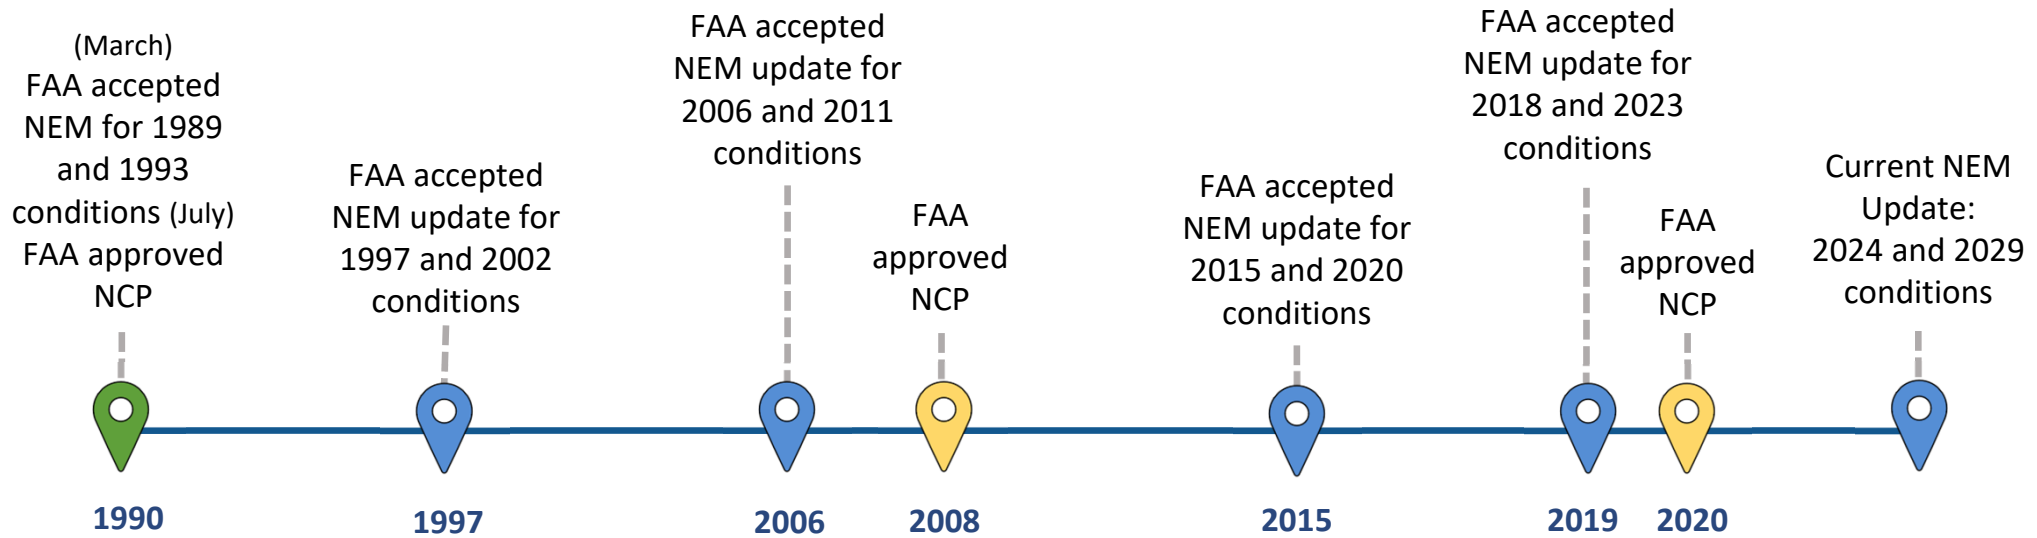 (March)
FAA accepted
NEM for 1989
and 1993
conditions (July)
FAA approved
NCP
1990
FAA accepted
NEM update for
1997 and 2002
conditions
1997
FAA accepted
NEM update for
2006 and 2011
conditions
2006
FAA
approved
NCP
2008
FAA accepted
NEM update for
2015 and 2020
conditions
2015
FAA accepted
NEM update for
2018 and 2023
conditions
2019
FAA
approved
NCP
2020
Current NEM
Update:
2024 and 2029
conditions